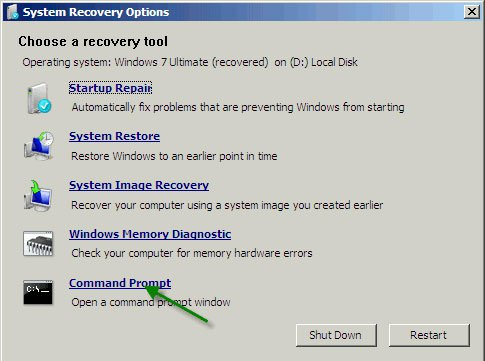 System Recovery Options
Choose a recovery tool
Operating system: Windows 7 Ultimate (recovered) on (D:) Local Disk
Startup Repair
Automatically fix problems that are preventing Windows from starting
System Restore
Restore Windows to an earlier point in time
System Image Recovery
Recover your computer using a system image you created earlier
Windows Memory Diagnostic
Check your computer for memory hardware errors
Command Prompt
C:\_
Open a command prompt window
Shut Down
Restart